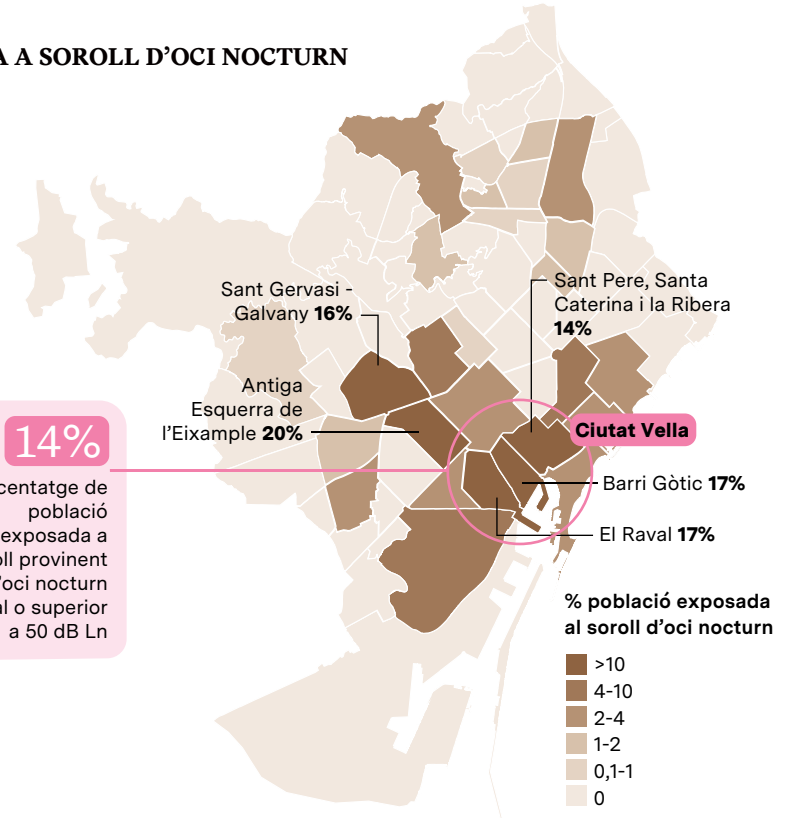 A SOROLL D'OCI NOCTURN
Sant Gervasi -
Galvany 16%
Sant Pere, Santa
Caterina i la Ribera
14%
Antiga
Esquerra de
l'Eixample 20%
Ciutat Vella
14%
centatge de
població
exposada a
oll provinent
'oci nocturn
al o superior
a 50 dB Ln
Barri Gòtic 17%
El Raval 17%
% població exposada
al soroll d'oci nocturn
>10
4-10
2-4
1-2
0,1-1
0